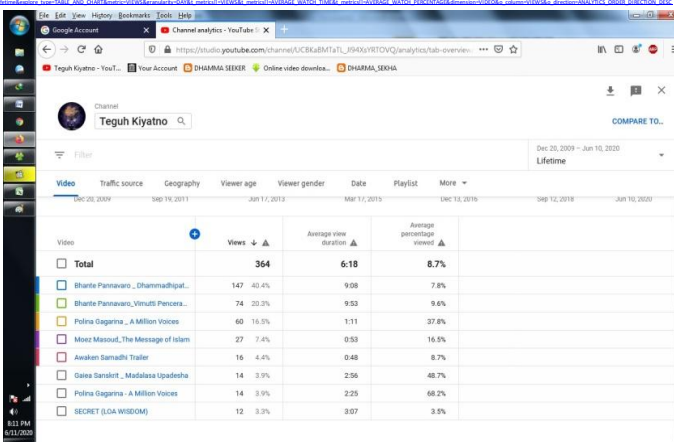 File Edit View History Bookmarks Tools Help
Google Account Channel analytics - YouTube St
https://studio.youtube.com/channel/
Teguh Kiyatno - YouT... Your Account DHAMMA SEEKER Online video downloa... DHARMA_SEKHA
Channel
Teguh Kiyatno
COMPARE TO...
Filter
Dec 20, 2009 – Jun 10, 2020
Lifetime
Video Traffic source Geography Viewer age Viewer gender Date Playlist More
Dec 20, 2009 Sep 19, 2011 Jun 17, 2013 Mar 17, 2015 Dec 13, 2016 Sep 12, 2018 Jun 10, 2020
Video Views Average view duration Average percentage viewed
Total 364 6:18 8.7%
Bhante Pannavaro _ Dhammadhipat... 147 40.4% 9:08 7.8%
Bhante Pannavaro_Vimutti Pencera... 74 20.3% 9:53 9.6%
Polina Gagarina _ A Million Voices 60 16.5% 1:11 37.8%
Moez Masoud_The Message of Islam 27 7.4% 0:53 16.5%
Awaken Samadhi Trailer 16 4.4% 0:48 8.7%
Gaiea Sanskrit _ Madalasa Upadesha 14 3.9% 2:56 48.7%
Polina Gagarina - A Million Voices 14 3.9% 2:25 68.2%
SECRET (LOA WISDOM) 12 3.3% 3:07 3.5%
8:11 PM
6/11/2020